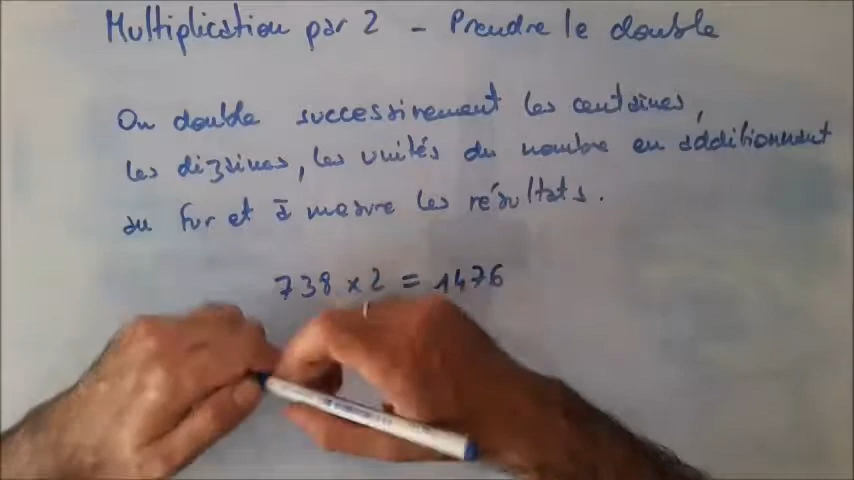 Multiplication par 2 - Prendre le double
On double successivement les centaines,
les dizaines, les unités du nombre en additionnant
au fur et à mesure les résultats.
738 x 2 = 1476